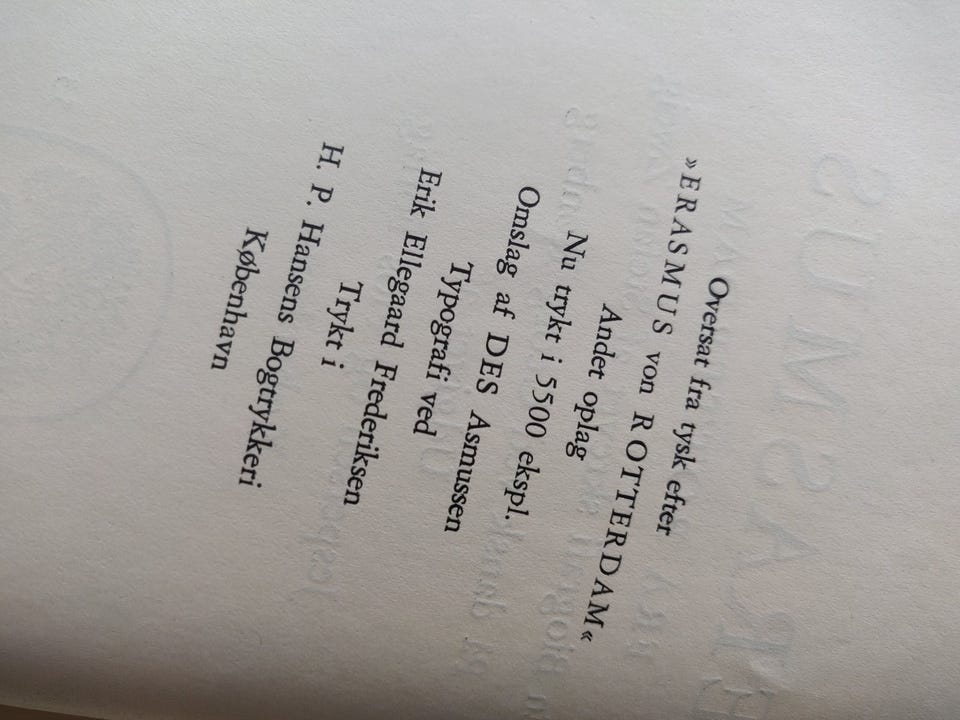 Oversat fra tysk efter
»ERASMUS von ROTTERDAM«
Andet oplag
Nu trykt i 5500 ekspl.
Omslag af DES Asmussen
Typografi ved
Erik Ellegaard Frederiksen
Trykt i
H. P. Hansens Bogtrykkeri
København